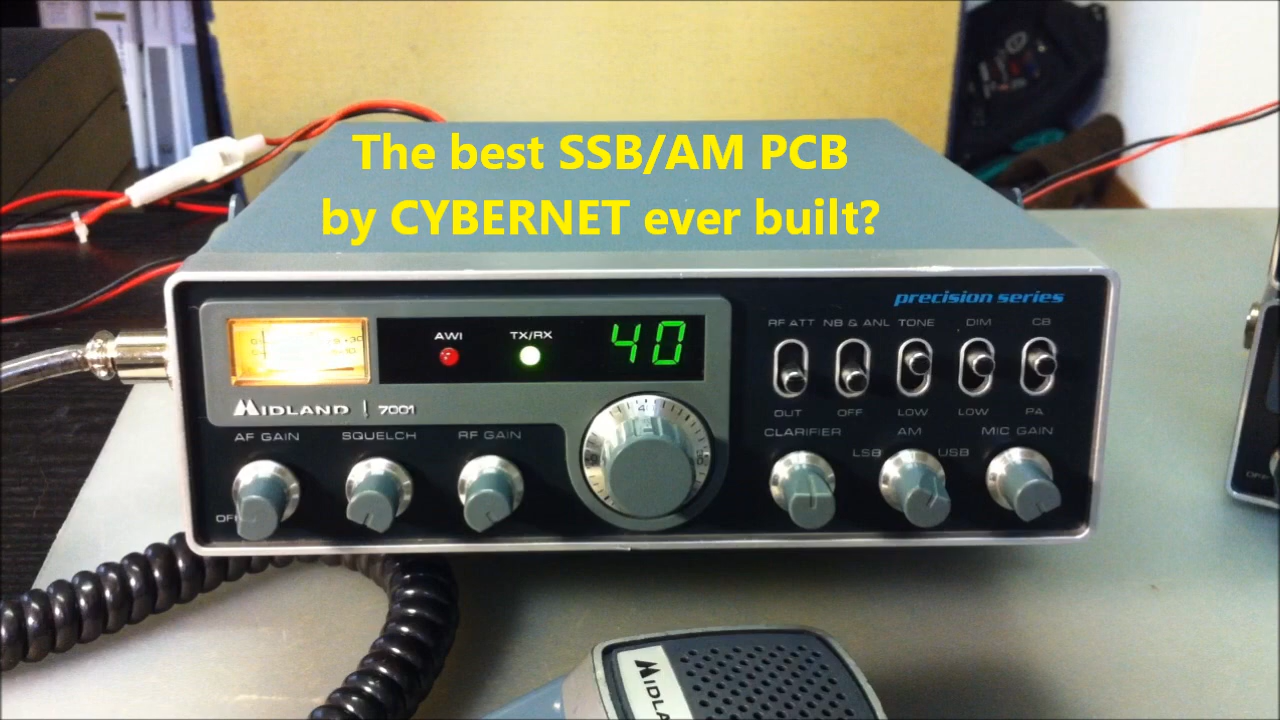 The best SSB/AM PCB
by CYBERNET ever built?
precision series
RF ATT NB & ANL TONE DIM CB
AWI TX/RX 40
MIDLAND 7001
OUT OFF LOW LOW PA
AF GAIN SQUELCH RF GAIN
CLARIFIER AM MIC GAIN
LSB USB
OFF
MIDLA